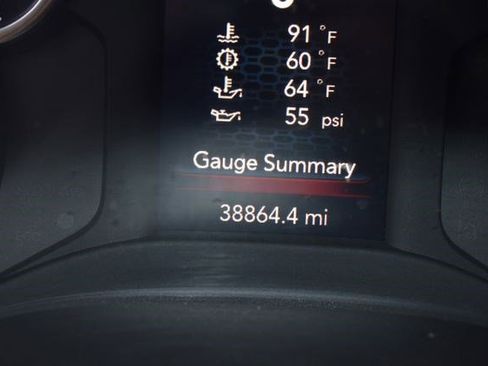 91 °F
60 °F
64 °F
55 psi
Gauge Summary
38864.4 mi